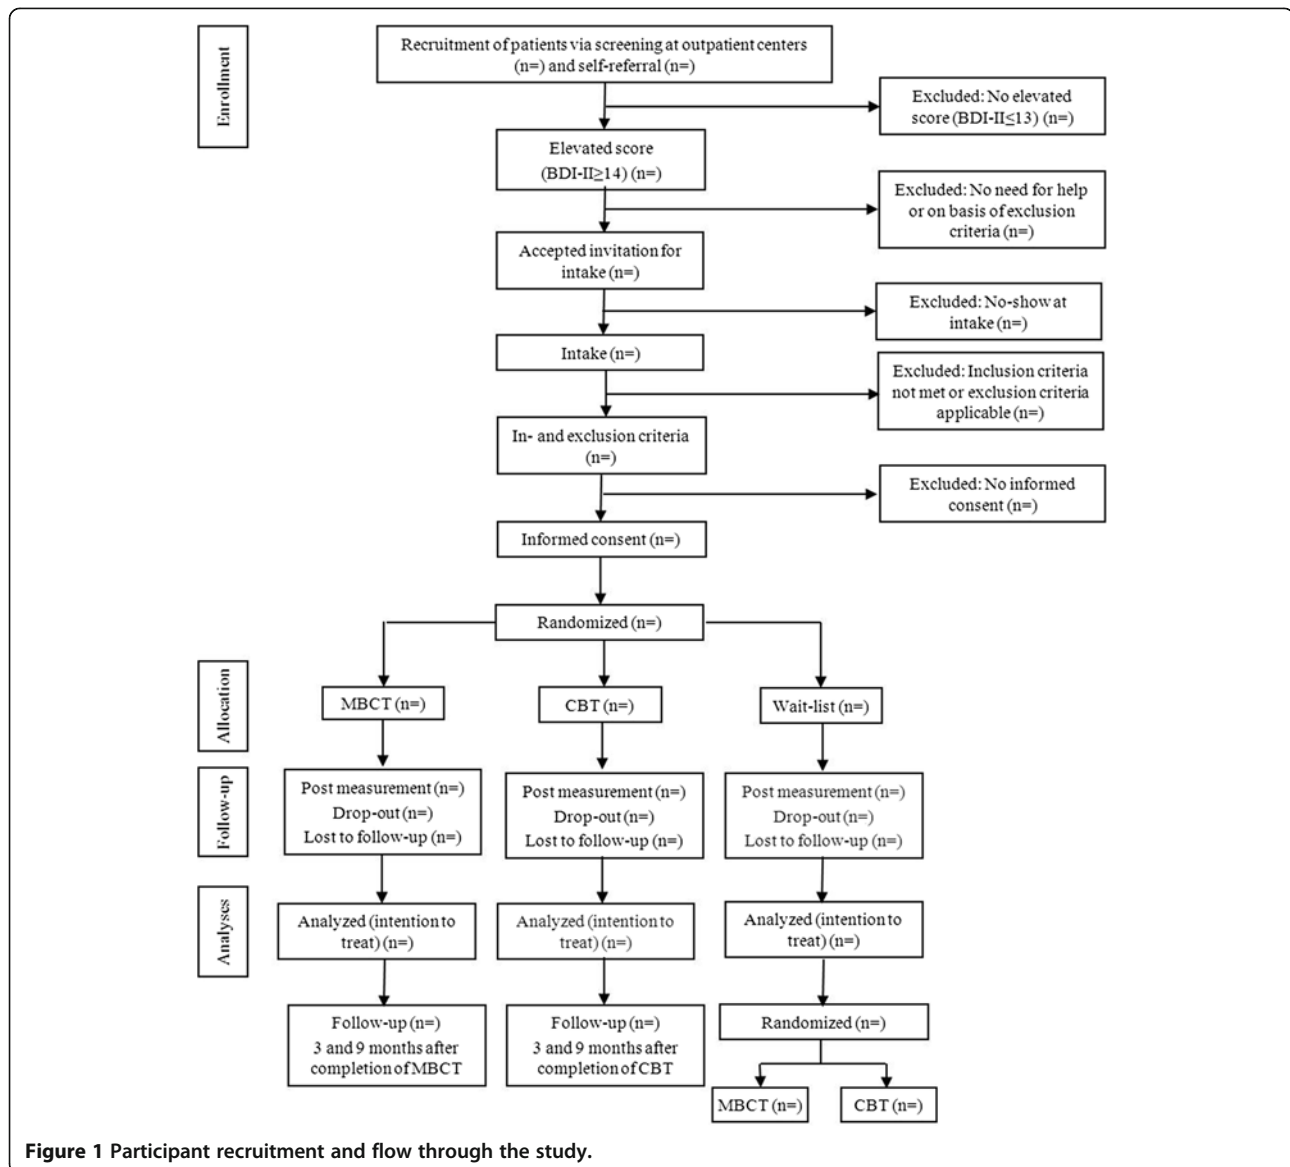 Enrollment
Recruitment of patients via screening at outpatient centers
(n=) and self-referral (n=)
Excluded: No elevated
score (BDI-II≤13) (n=)
Elevated score
(BDI-II≥14) (n=)
Excluded: No need for help
or on basis of exclusion
criteria (n=)
Accepted invitation for
intake (n=)
Excluded: No-show at
intake (n=)
Intake (n=)
Excluded: Inclusion criteria
not met or exclusion criteria
applicable (n=)
In- and exclusion criteria
(n=)
Excluded: No informed
consent (n=)
Informed consent (n=)
Randomized (n=)
Allocation
MBCT (n=)
CBT (n=)
Wait-list (n=)
Follow-up
Post measurement (n=)
Drop-out (n=)
Lost to follow-up (n=)
Post measurement (n=)
Drop-out (n=)
Lost to follow-up (n=)
Post measurement (n=)
Drop-out (n=)
Lost to follow-up (n=)
Analyses
Analyzed (intention to
treat) (n=)
Analyzed (intention to
treat) (n=)
Analyzed (intention to
treat) (n=)
Follow-up (n=)
3 and 9 months after
completion of MBCT
Follow-up (n=)
3 and 9 months after
completion of CBT
Randomized (n=)
MBCT (n=)
CBT (n=)
Figure 1 Participant recruitment and flow through the study.